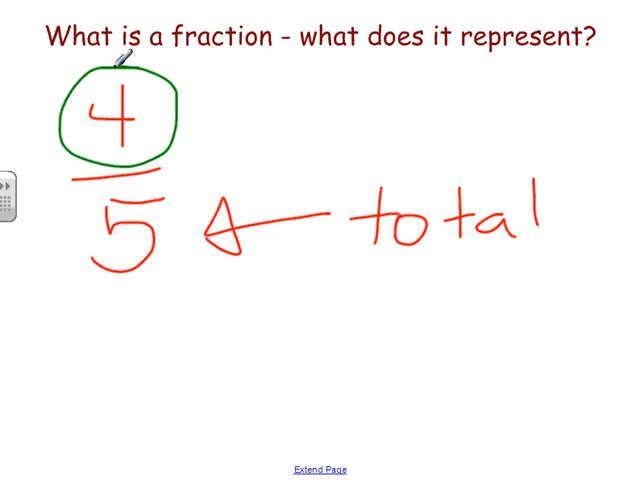 What is a fraction - what does it represent?
4
5 ← total
Extend Page